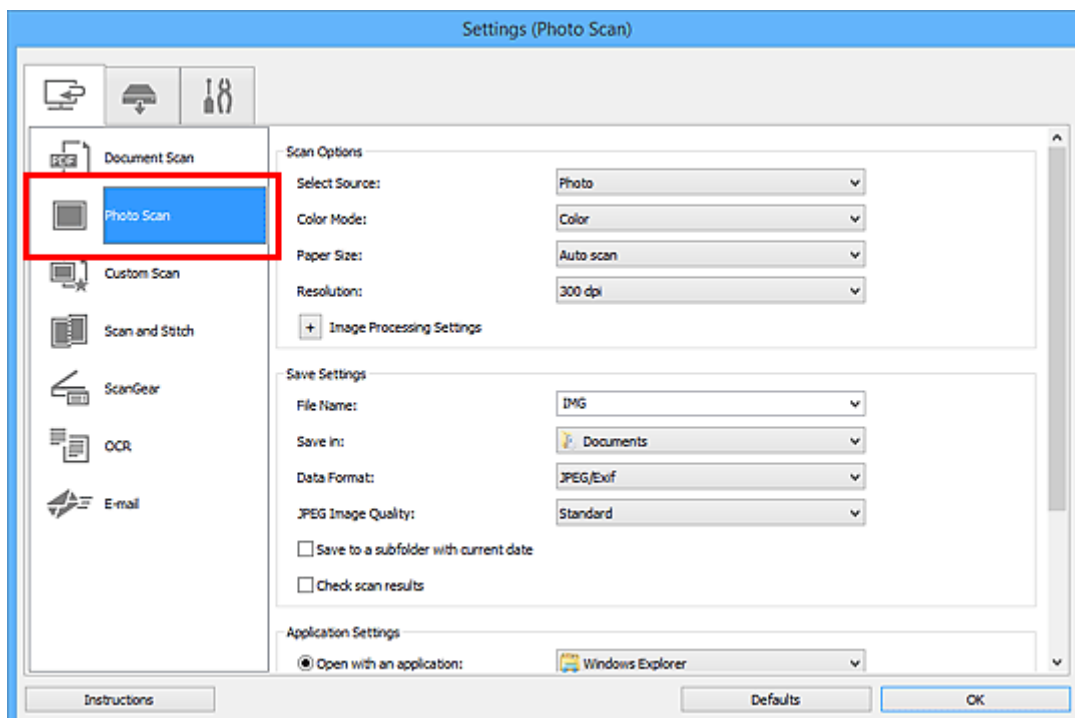 Settings (Photo Scan)
Document Scan
Photo Scan
Custom Scan
Scan and Stitch
ScanGear
OCR
E-mail
Scan Options
Select Source: Photo
Color Mode: Color
Paper Size: Auto scan
Resolution: 300 dpi
+ Image Processing Settings
Save Settings
File Name: IMG
Save in: Documents
Data Format: JPEG/Exif
JPEG Image Quality: Standard
Save to a subfolder with current date
Check scan results
Application Settings
Open with an application: Windows Explorer
Instructions Defaults OK